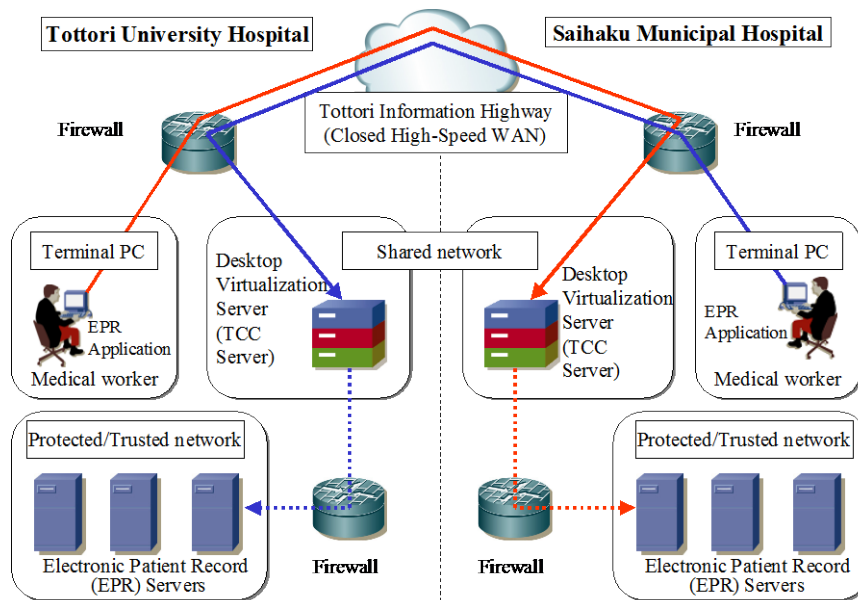 Tottori University Hospital
Saihaku Municipal Hospital
Tottori Information Highway
(Closed High-Speed WAN)
Firewall
Firewall
Terminal PC
EPR
Application
Medical worker
Desktop
Virtualization
Server
(TCC
Server)
Shared network
Desktop
Virtualization
Server
(TCC
Server)
Terminal PC
EPR
Application
Medical worker
Protected/Trusted network
Electronic Patient Record
(EPR) Servers
Firewall
Firewall
Protected/Trusted network
Electronic Patient Record
(EPR) Servers